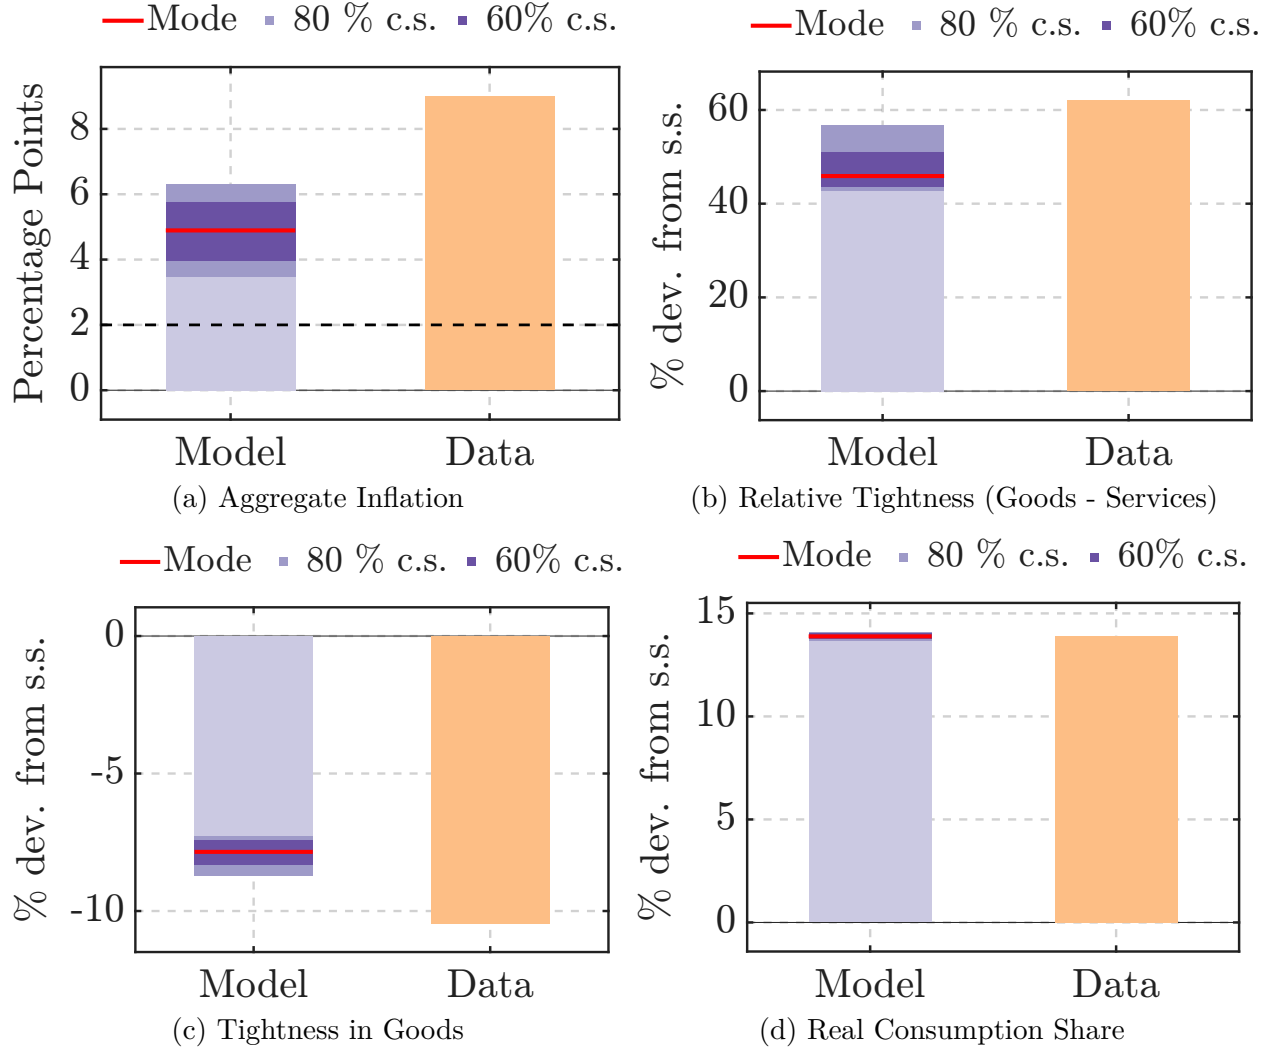 Mode 80 % c.s. 60% c.s.
Percentage Points
8
6
4
2
0
Model Data
(a) Aggregate Inflation
Mode 80 % c.s. 60% c.s.
% dev. from s.s.
60
40
20
0
Model Data
(b) Relative Tightness (Goods - Services)
Mode 80 % c.s. 60% c.s.
% dev. from s.s.
0
-5
-10
Model Data
(c) Tightness in Goods
Mode 80 % c.s. 60% c.s.
% dev. from s.s.
15
10
5
0
Model Data
(d) Real Consumption Share